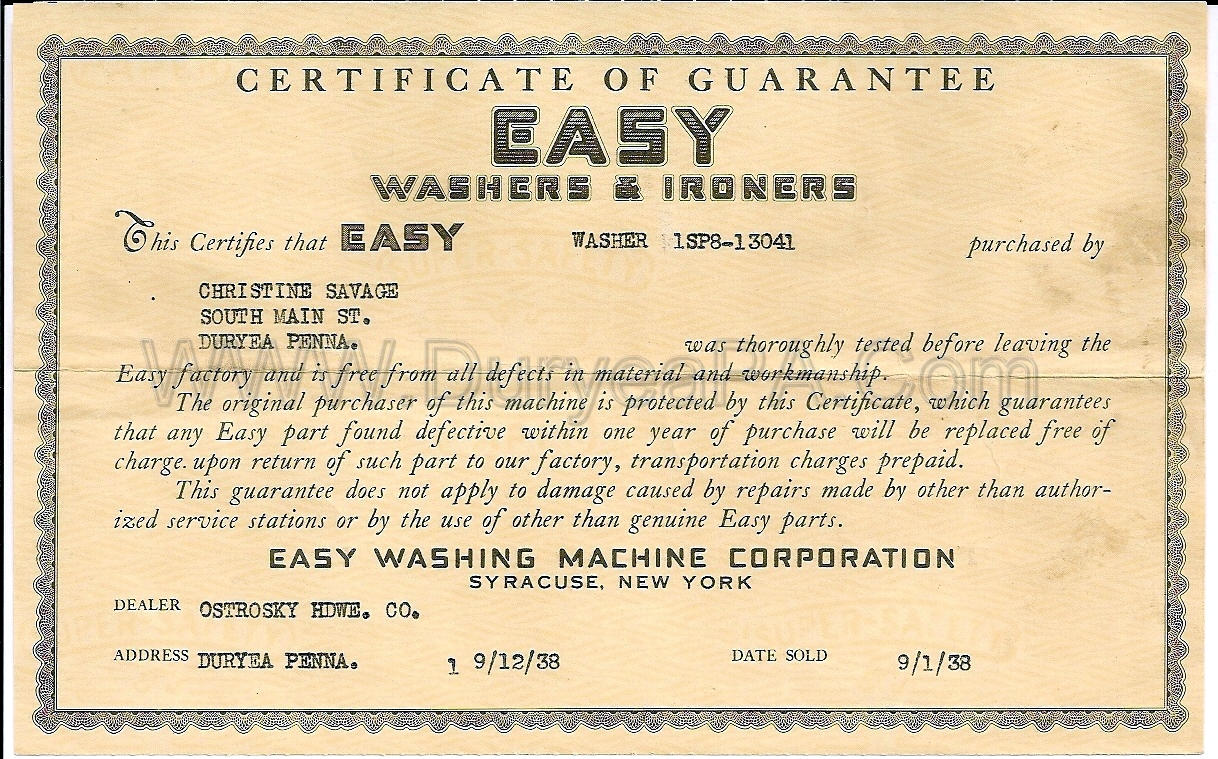 CERTIFICATE OF GUARANTEE
EASY
WASHERS & IRONERS
This Certifies that EASY WASHER 1SP8-13041 purchased by
CHRISTINE SAVAGE
SOUTH MAIN ST.
DURYEA PENNA. was thoroughly tested before leaving the
www.DuryeaPA.Com
Easy factory and is free from all defects in material and workmanship.
The original purchaser of this machine is protected by this Certificate, which guarantees
that any Easy part found defective within one year of purchase will be replaced free of
charge. upon return of such part to our factory, transportation charges prepaid.
This guarantee does not apply to damage caused by repairs made by other than author-
ized service stations or by the use of other than genuine Easy parts.
EASY WASHING MACHINE CORPORATION
SYRACUSE, NEW YORK
DEALER OSTROSKY HDWE. CO.
ADDRESS DURYEA PENNA. 1 9/12/38 DATE SOLD 9/1/38